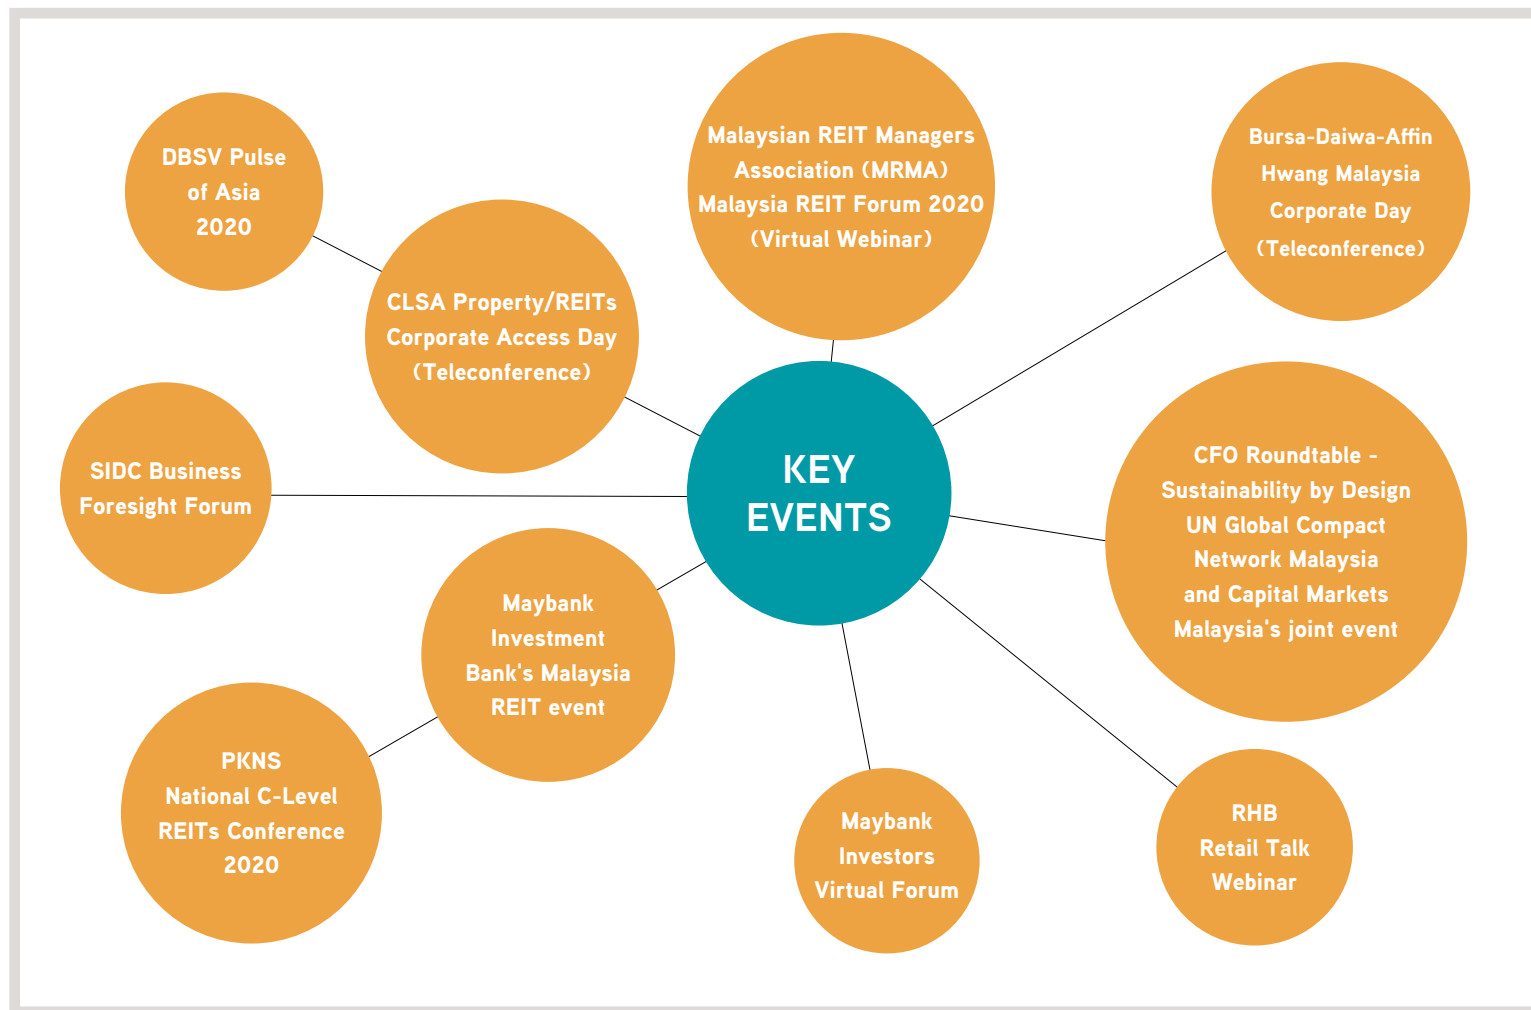 DBSV Pulse
of Asia
2020
CLSA Property/REITs
Corporate Access Day
(Teleconference)
Malaysian REIT Managers
Association (MRMA)
Malaysia REIT Forum 2020
(Virtual Webinar)
Bursa-Daiwa-Affin
Hwang Malaysia
Corporate Day
(Teleconference)
SIDC Business
Foresight Forum
KEY
EVENTS
CFO Roundtable -
Sustainability by Design
UN Global Compact
Network Malaysia
and Capital Markets
Malaysia's joint event
Maybank
Investment
Bank's Malaysia
REIT event
PKNS
National C-Level
REITs Conference
2020
Maybank
Investors
Virtual Forum
RHB
Retail Talk
Webinar